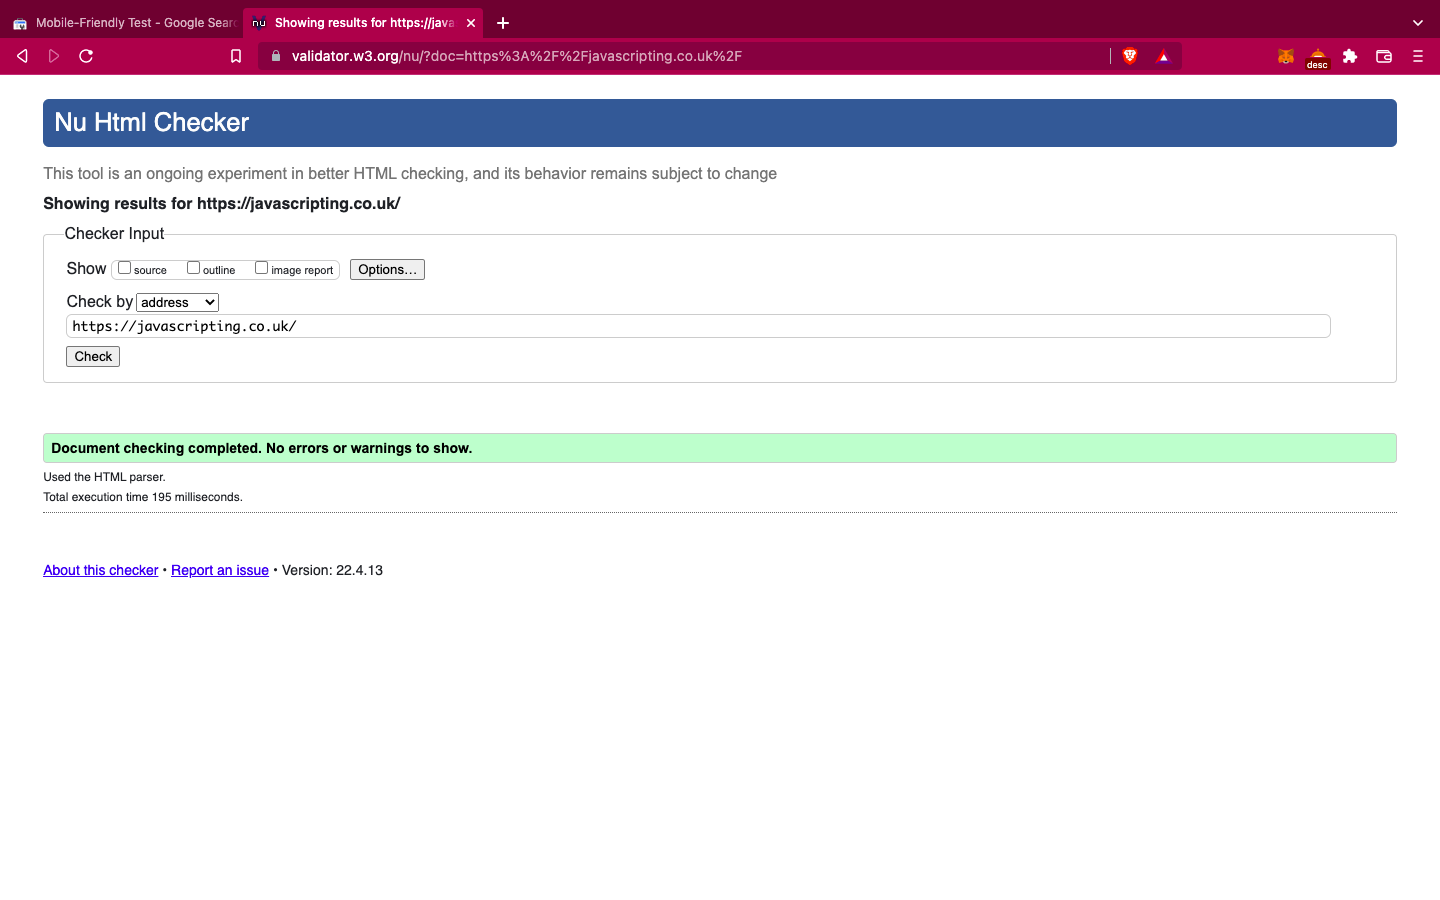 Mobile-Friendly Test - Google Sear
nu Showing results for https://java
validator.w3.org/nu/?doc=https%3A%2F%2Fjavascripting.co.uk%2F
desc
Nu Html Checker
This tool is an ongoing experiment in better HTML checking, and its behavior remains subject to change
Showing results for https://javascripting.co.uk/
Checker Input
Show source outline image report Options...
Check by address
https://javascripting.co.uk/
Check
Document checking completed. No errors or warnings to show.
Used the HTML parser.
Total execution time 195 milliseconds.
About this checker • Report an issue • Version: 22.4.13